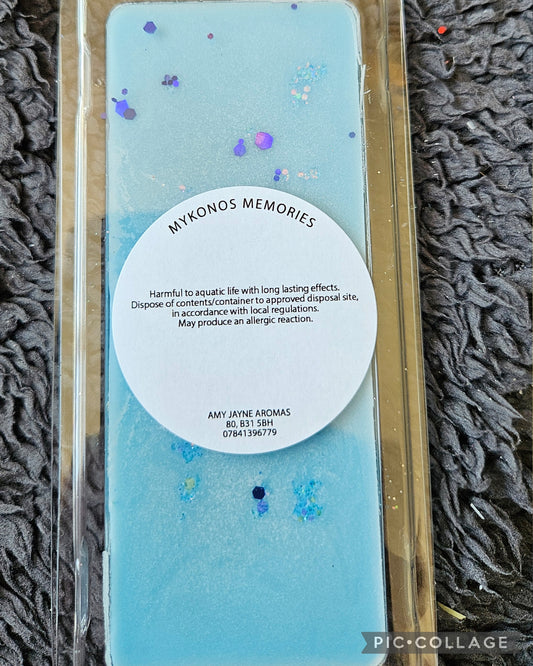 MYKONOS MEMORIES
Harmful to aquatic life with long lasting effects.
Dispose of contents/container to approved disposal site,
in accordance with local regulations.
May produce an allergic reaction.
AMY JAYNE AROMAS
80, B31 5BH
07841396779
PIC•COLLAGE